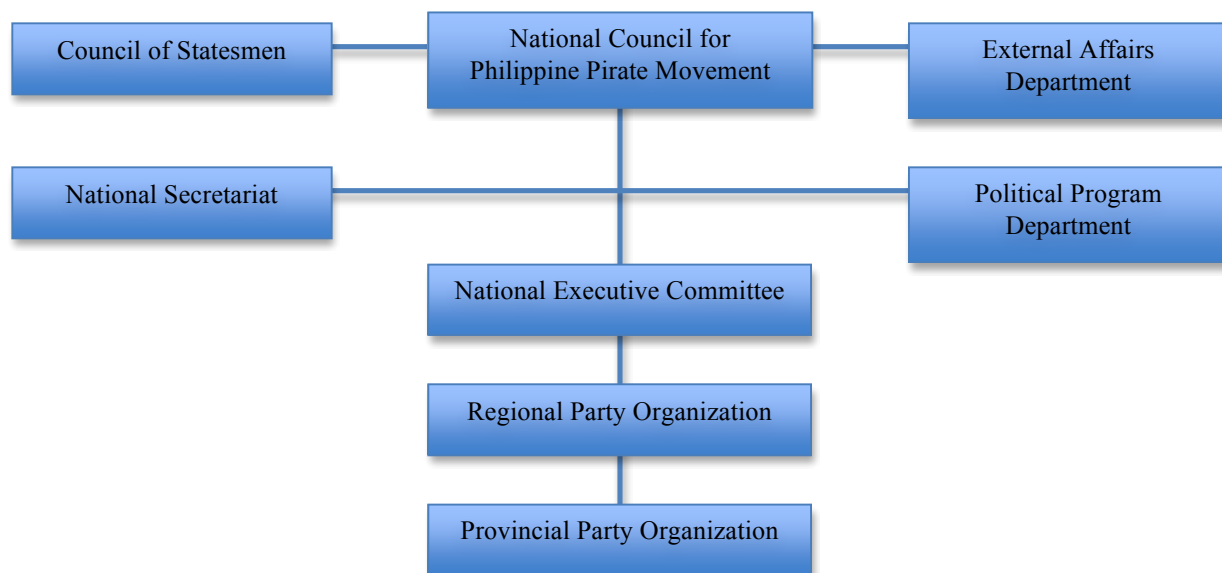 Council of Statesmen
National Council for
Philippine Pirate Movement
External Affairs
Department
National Secretariat
Political Program
Department
National Executive Committee
Regional Party Organization
Provincial Party Organization